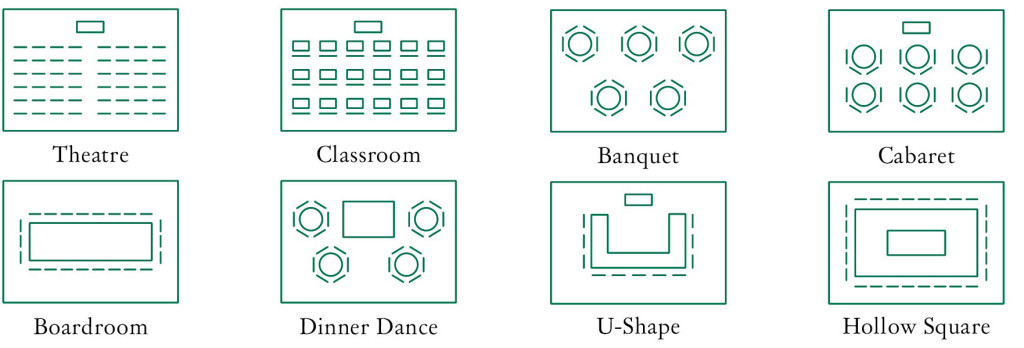 Theatre
Classroom
Banquet
Cabaret
Boardroom
Dinner Dance
U-Shape
Hollow Square